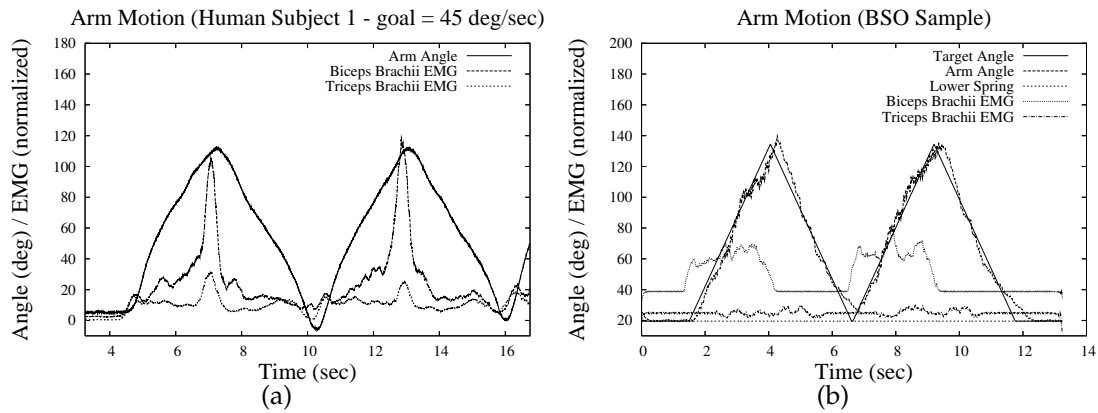 Arm Motion (Human Subject 1 - goal = 45 deg/sec)
Angle (deg) / EMG (normalized)
180
160
140
120
100
80
60
40
20
0
Arm Angle
Biceps Brachii EMG
Triceps Brachii EMG
4 6 8 10 12 14 16
Time (sec)
(a)
Arm Motion (BSO Sample)
Angle (deg) / EMG (normalized)
200
180
160
140
120
100
80
60
40
20
Target Angle
Arm Angle
Lower Spring
Biceps Brachii EMG
Triceps Brachii EMG
0 2 4 6 8 10 12 14
Time (sec)
(b)